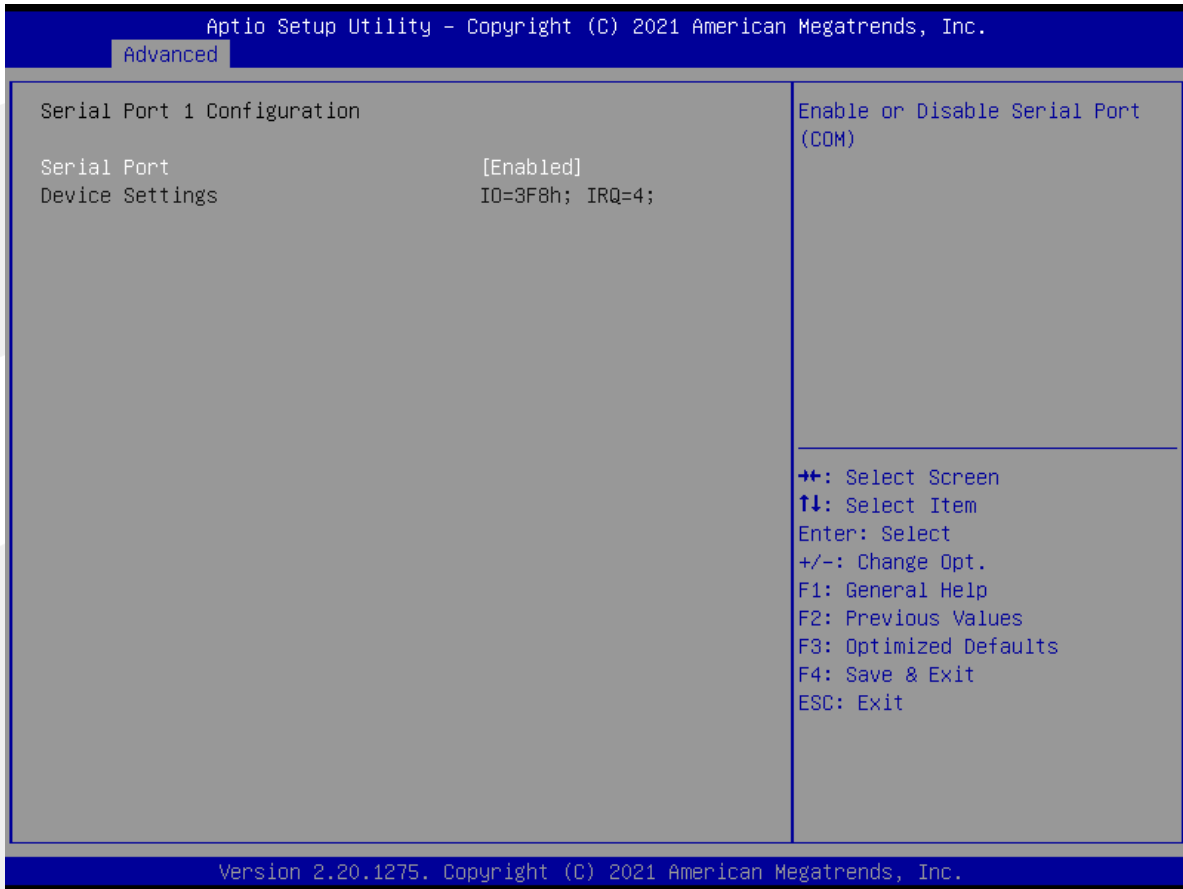 Aptio Setup Utility – Copyright (C) 2021 American Megatrends, Inc.
Advanced
Serial Port 1 Configuration
Serial Port [Enabled]
Device Settings IO=3F8h; IRQ=4;
Enable or Disable Serial Port
(COM)
→←: Select Screen
↑↓: Select Item
Enter: Select
+/-: Change Opt.
F1: General Help
F2: Previous Values
F3: Optimized Defaults
F4: Save & Exit
ESC: Exit
Version 2.20.1275. Copyright (C) 2021 American Megatrends, Inc.